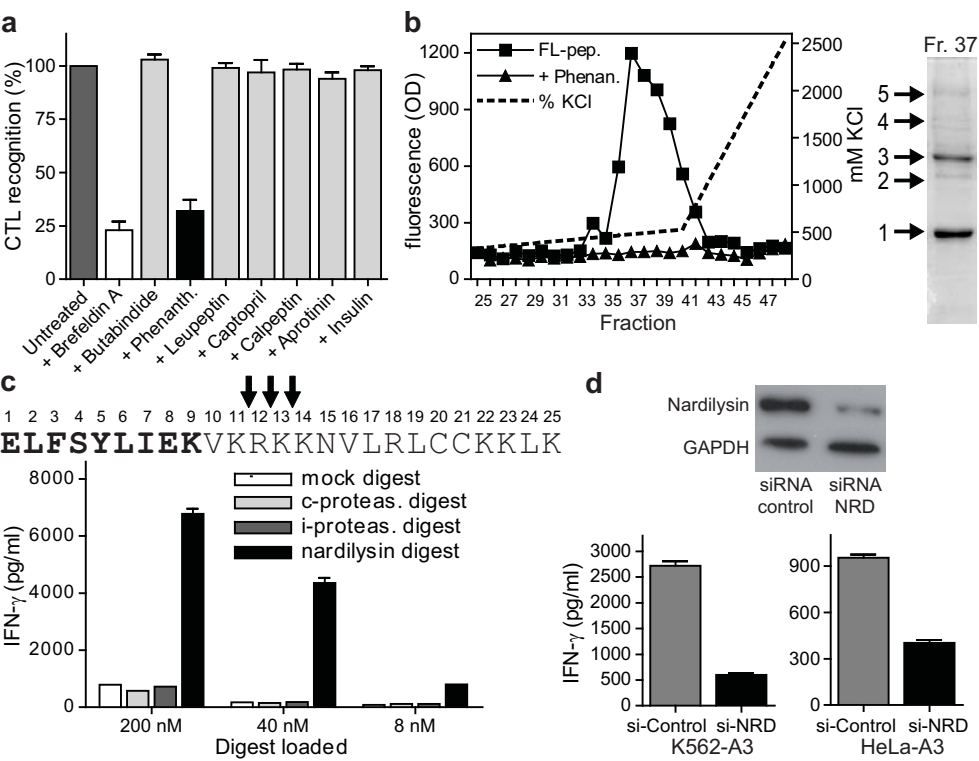 a
CTL recognition (%)
100
75
50
25
0
Untreated
+ Brefeldin A
+ Butabindide
+ Phenanth.
+ Leupeptin
+ Captopril
+ Calpeptin
+ Aprotinin
+ Insulin
b
fluorescence (OD)
1200
900
600
300
0
FL-pep.
+ Phenan.
% KCl
2500
2000
1500
1000
500
0
mM KCl
25 27 29 31 33 35 37 39 41 43 45 47
Fraction
Fr. 37
5
4
3
2
1
c
1 2 3 4 5 6 7 8 9 10 11 12 13 14 15 16 17 18 19 20 21 22 23 24 25
ELFSYLIEKVKRKKNVLRLCCKKLK
IFN-γ (pg/ml)
8000
6000
4000
2000
0
mock digest
c-proteas. digest
i-proteas. digest
nardilysin digest
200 nM 40 nM 8 nM
Digest loaded
d
Nardilysin
GAPDH
siRNA control
siRNA NRD
IFN-γ (pg/ml)
3000
2500
2000
1500
1000
500
0
si-Control si-NRD
K562-A3
900
600
300
0
si-Control si-NRD
HeLa-A3